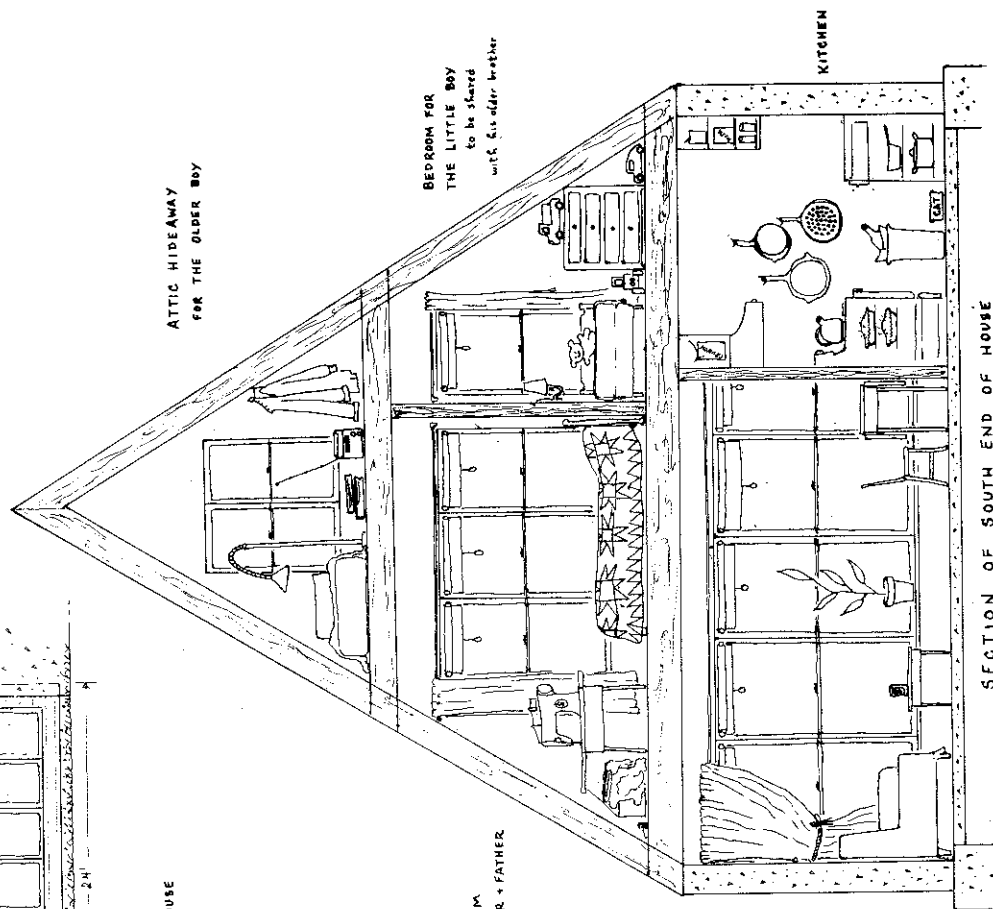 ATTIC HIDEAWAY
FOR THE OLDER BOY
BEDROOM FOR
THE LITTLE BOY
to be shared
with his older brother
KITCHEN
CAT
24'
USE
M
R + FATHER
SECTION OF SOUTH END OF HOUSE